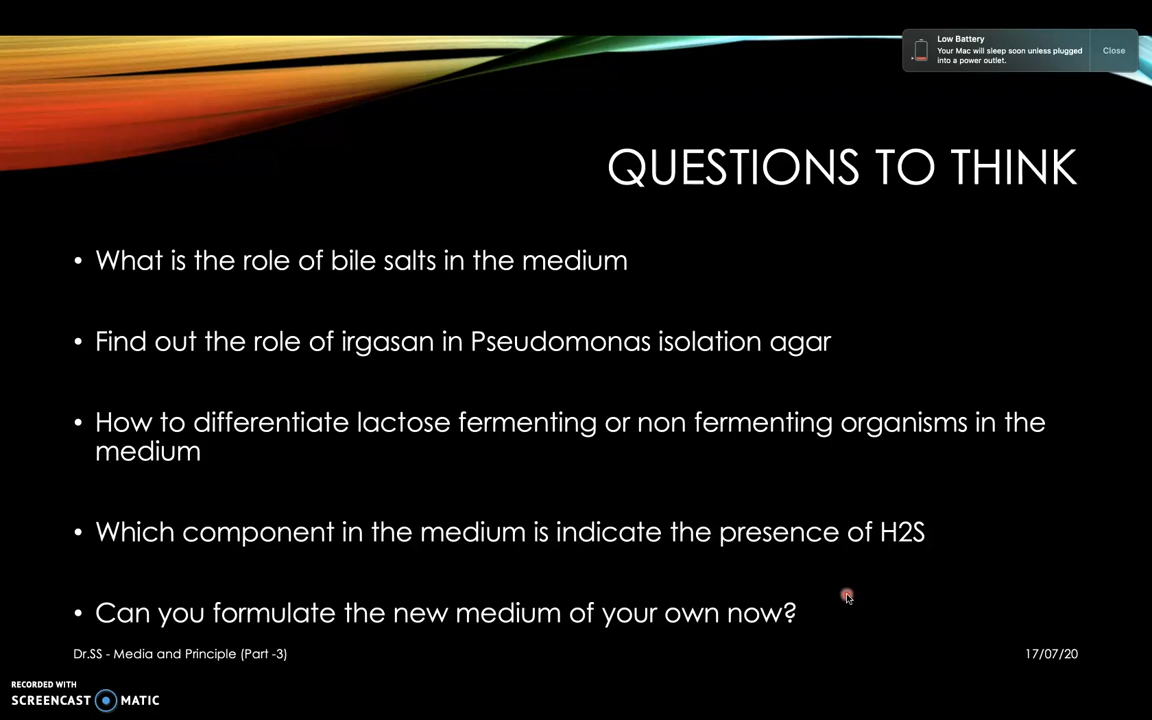 Low Battery
Your Mac will sleep soon unless plugged
into a power outlet.
Close
QUESTIONS TO THINK
• What is the role of bile salts in the medium
• Find out the role of irgasan in Pseudomonas isolation agar
• How to differentiate lactose fermenting or non fermenting organisms in the
medium
• Which component in the medium is indicate the presence of H2S
• Can you formulate the new medium of your own now?
Dr.SS - Media and Principle (Part -3)
17/07/20
RECORDED WITH
SCREENCAST MATIC